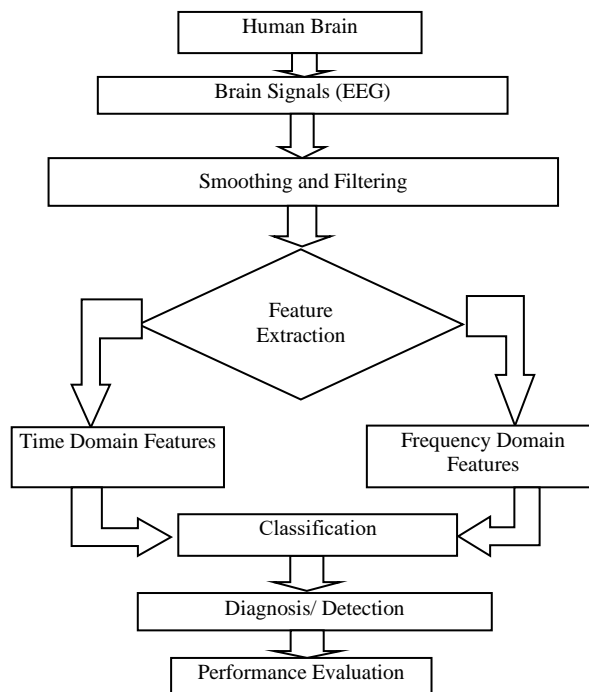 Human Brain
Brain Signals (EEG)
Smoothing and Filtering
Feature
Extraction
Time Domain Features
Frequency Domain
Features
Classification
Diagnosis/ Detection
Performance Evaluation